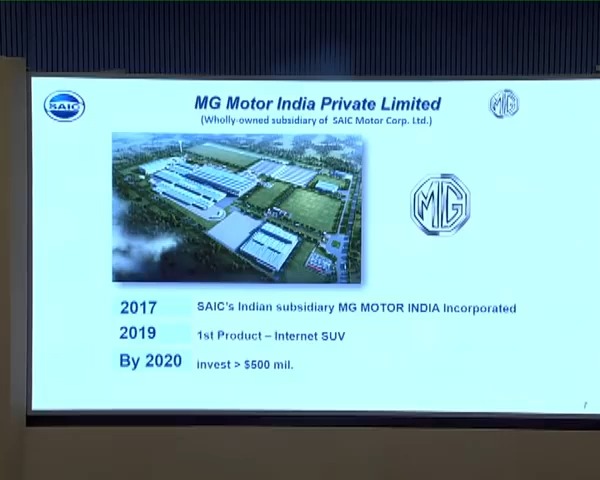 SAIC
MG Motor India Private Limited
MG
(Wholly-owned subsidiary of SAIC Motor Corp. Ltd.)
MG
2017 SAIC's Indian subsidiary MG MOTOR INDIA Incorporated
2019 1st Product – Internet SUV
By 2020 invest > $500 mil.